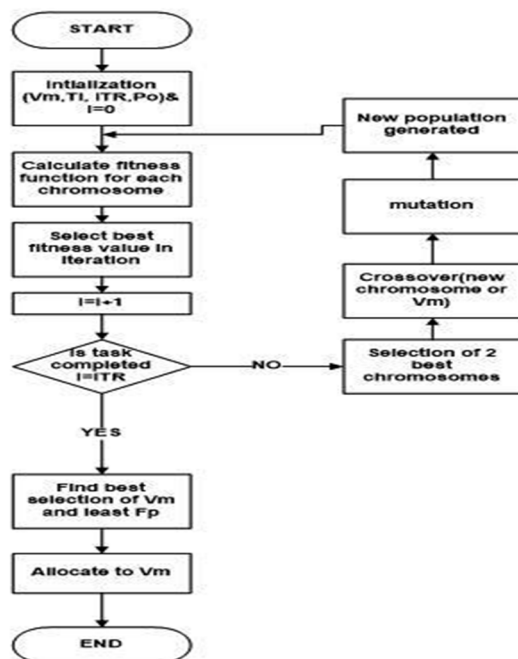 START
Intialization
(Vm,TI, ITR,Po)&
I=0
Calculate fitness
function for each
chromosome
Select best
fitness value in
iteration
I=I+1
Is task
completed
I=ITR
NO
YES
Find best
selection of Vm
and least Fp
Allocate to Vm
END
New population
generated
mutation
Crossover(new
chromosome or
Vm)
Selection of 2
best
chromosomes